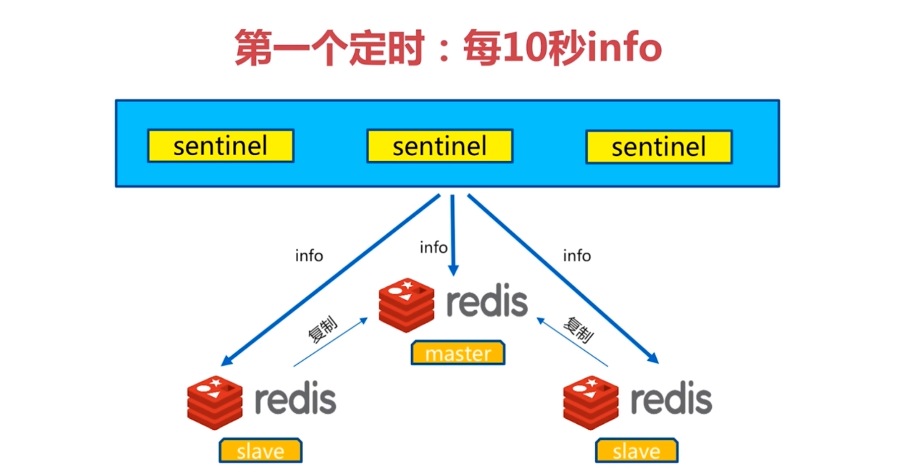 第一个定时：每10秒info
sentinel
sentinel
sentinel
info
info
info
redis
复制
复制
master
redis
redis
slave
slave